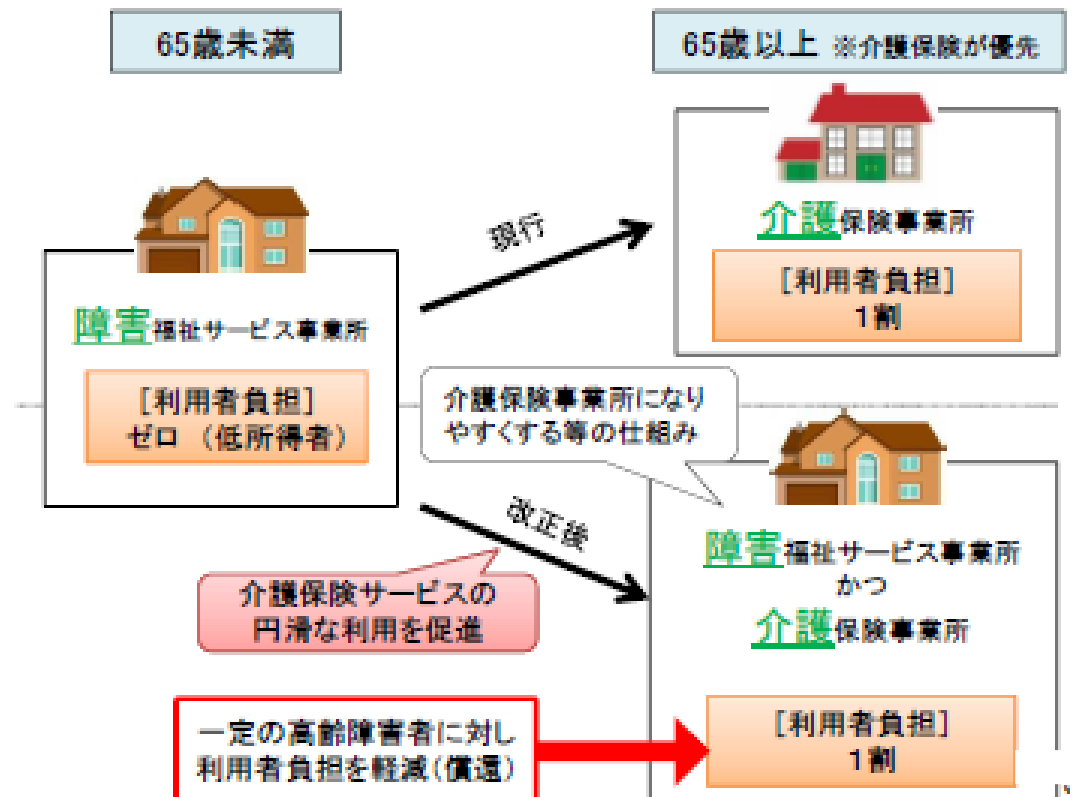 65歳未満
65歳以上 ※介護保険が優先
介護保険事業所
[利用者負担]
1割
現行
障害福祉サービス事業所
[利用者負担]
ゼロ (低所得者)
介護保険事業所になり
やすくする等の仕組み
改正後
介護保険サービスの
円滑な利用を促進
障害福祉サービス事業所
かつ
介護保険事業所
一定の高齢障害者に対し
利用者負担を軽減(償還)
[利用者負担]
1割